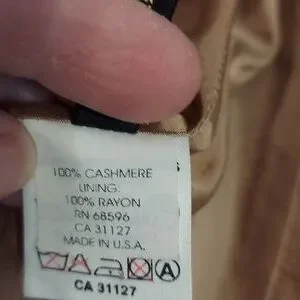 100% CASHMERE
LINING:
100% RAYON
RN 68596
CA 31127
MADE IN U.S.A.
A
CA 31127